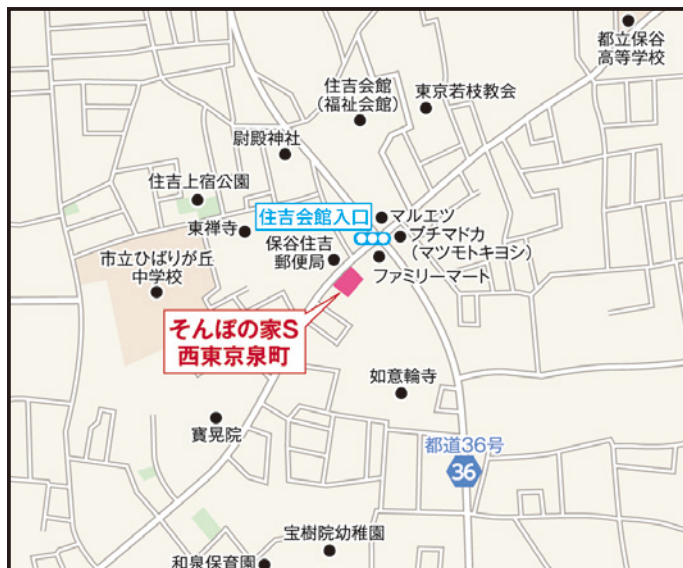 都立保谷
高等学校
住吉会館
(福祉会館)
東京若枝教会
尉殿神社
住吉上宿公園
マルエツ
住吉会館入口
東禅寺
プチマドカ
(マツモトキヨシ)
保谷住吉
郵便局
市立ひばりが丘
中学校
ファミリーマート
そんぽの家S
西東京泉町
如意輪寺
寶晃院
都道36号
36
宝樹院幼稚園
和泉保育園